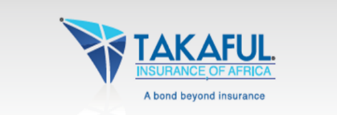 TAKAFUL.
INSURANCE OF AFRICA
A bond beyond insurance